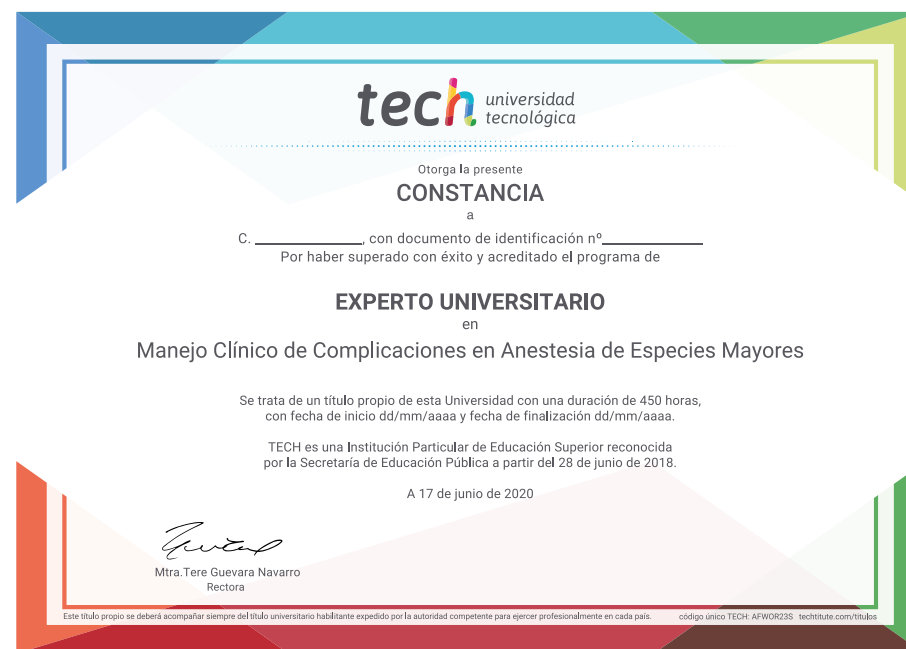 tech universidad
tecnológica
Otorga la presente
CONSTANCIA
a
C. ____________, con documento de identificación nº____________
Por haber superado con éxito y acreditado el programa de
EXPERTO UNIVERSITARIO
en
Manejo Clínico de Complicaciones en Anestesia de Especies Mayores
Se trata de un título propio de esta Universidad con una duración de 450 horas,
con fecha de inicio dd/mm/aaaa y fecha de finalización dd/mm/aaaa.
TECH es una Institución Particular de Educación Superior reconocida
por la Secretaría de Educación Pública a partir del 28 de junio de 2018.
A 17 de junio de 2020
Mtra.Tere Guevara Navarro
Rectora
Este título propio se deberá acompañar siempre del título universitario habilitante expedido por la autoridad competente para ejercer profesionalmente en cada país. código único TECH: AFWOR23S techtitute.com/titulos